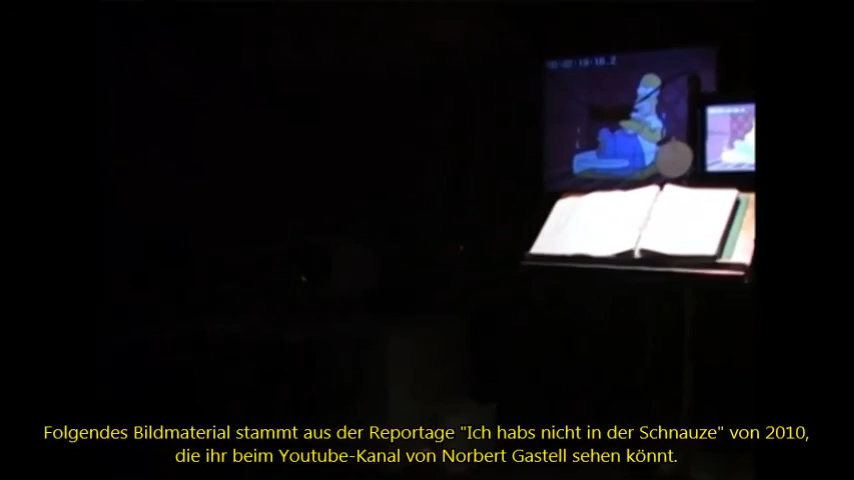 Folgendes Bildmaterial stammt aus der Reportage "Ich habs nicht in der Schnauze" von 2010,
die ihr beim Youtube-Kanal von Norbert Gastell sehen könnt.